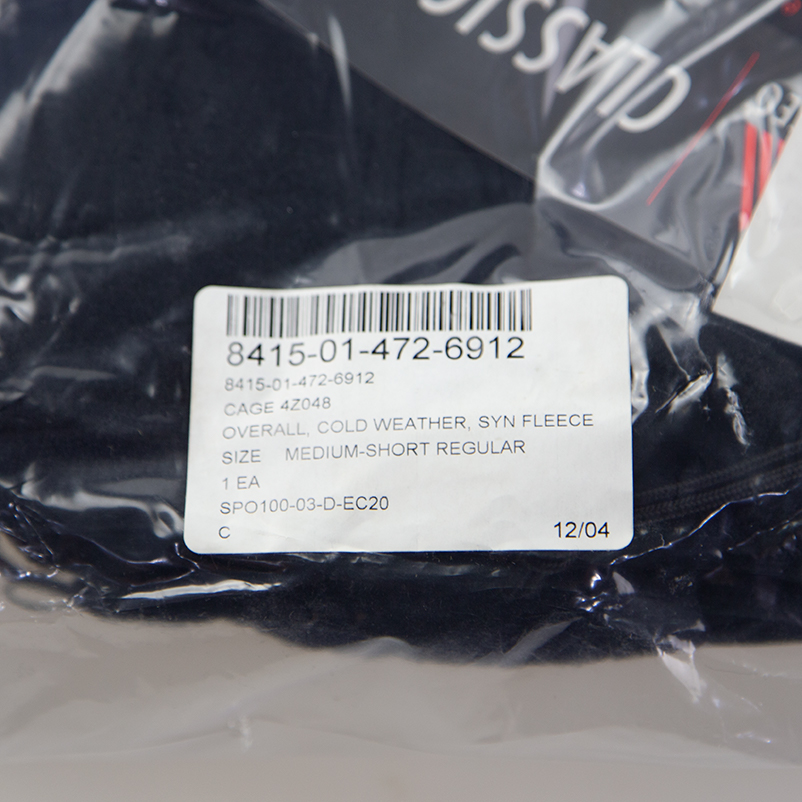 CLASSIC
8415-01-472-6912
8415-01-472-6912
CAGE 4Z048
OVERALL, COLD WEATHER, SYN FLEECE
SIZE MEDIUM-SHORT REGULAR
1 EA
SPO100-03-D-EC20
C 12/04